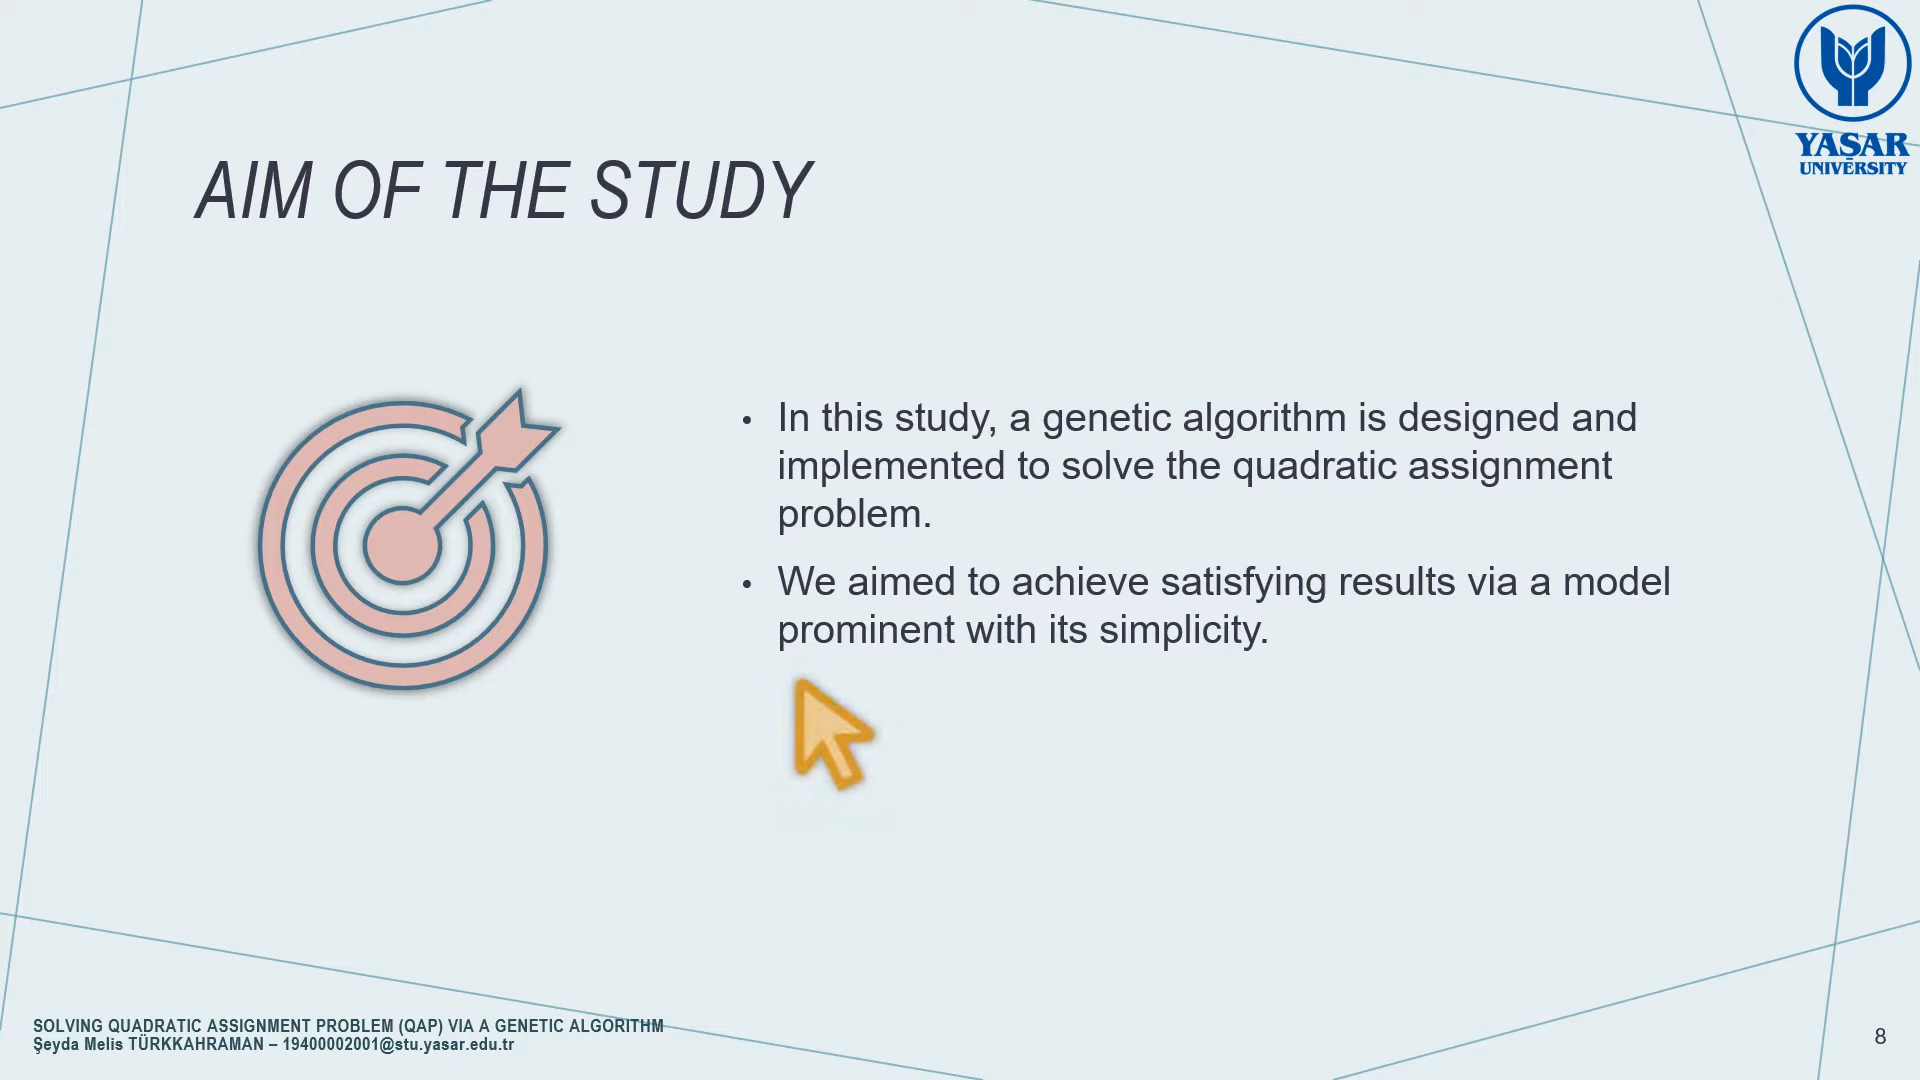 YAŞAR
UNIVERSITY
AIM OF THE STUDY
• In this study, a genetic algorithm is designed and
implemented to solve the quadratic assignment
problem.
• We aimed to achieve satisfying results via a model
prominent with its simplicity.
SOLVING QUADRATIC ASSIGNMENT PROBLEM (QAP) VIA A GENETIC ALGORITHM
Şeyda Melis TÜRKKAHRAMAN – 19400002001@stu.yasar.edu.tr
8